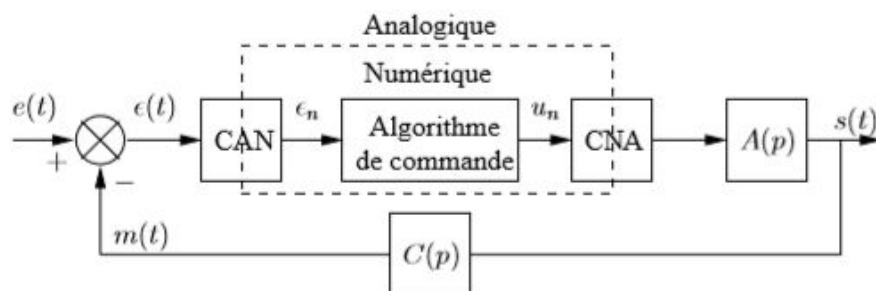 Analogique
Numérique
e(t)
ϵ(t)
CAN
ϵₙ
Algorithme
de commande
uₙ
CNA
A(p)
s(t)
+
−
m(t)
C(p)